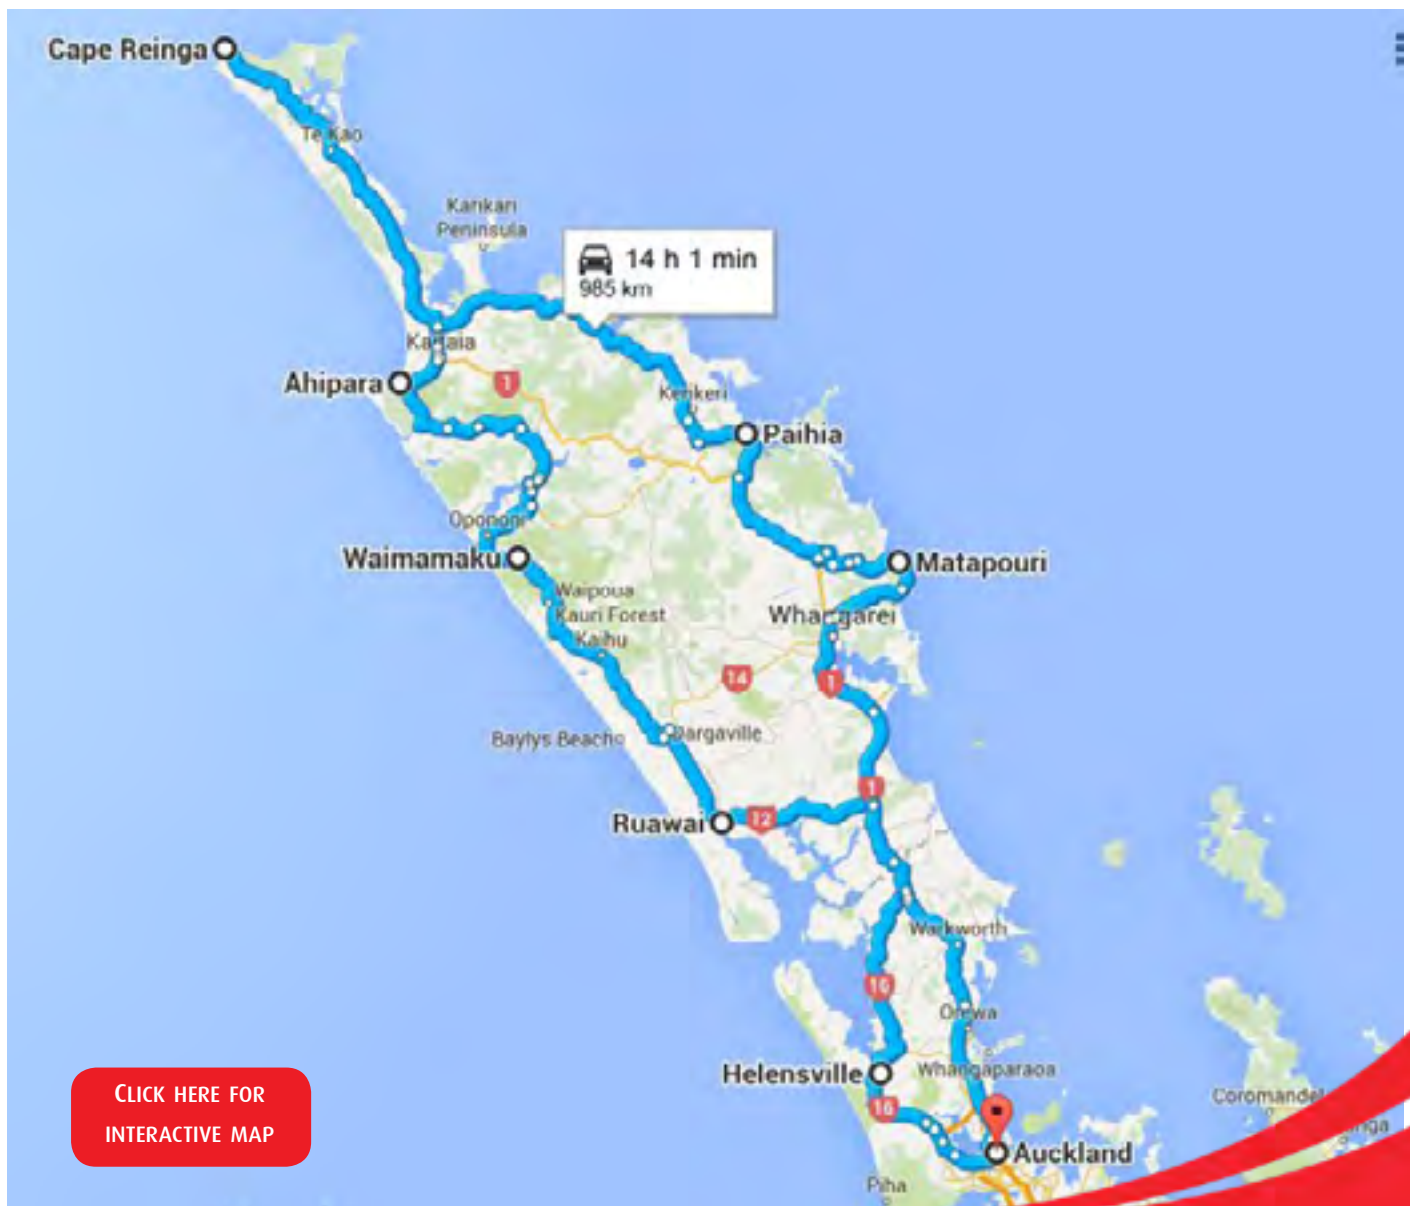 Cape Reinga
Te Kao
Karikari
Peninsula
14 h 1 min
985 km
Kaitaia
Ahipara
1
Kerikeri
Paihia
Opononi
Waimamaku
Matapouri
Waipoua
Kauri Forest
Whangarei
Kaihu
14
1
Baylys Beach
Dargaville
1
Ruawai
12
Warkworth
16
Orewa
Helensville
Whangaparaoa
CLICK HERE FOR
INTERACTIVE MAP
16
Coromandel
Auckland
Piha